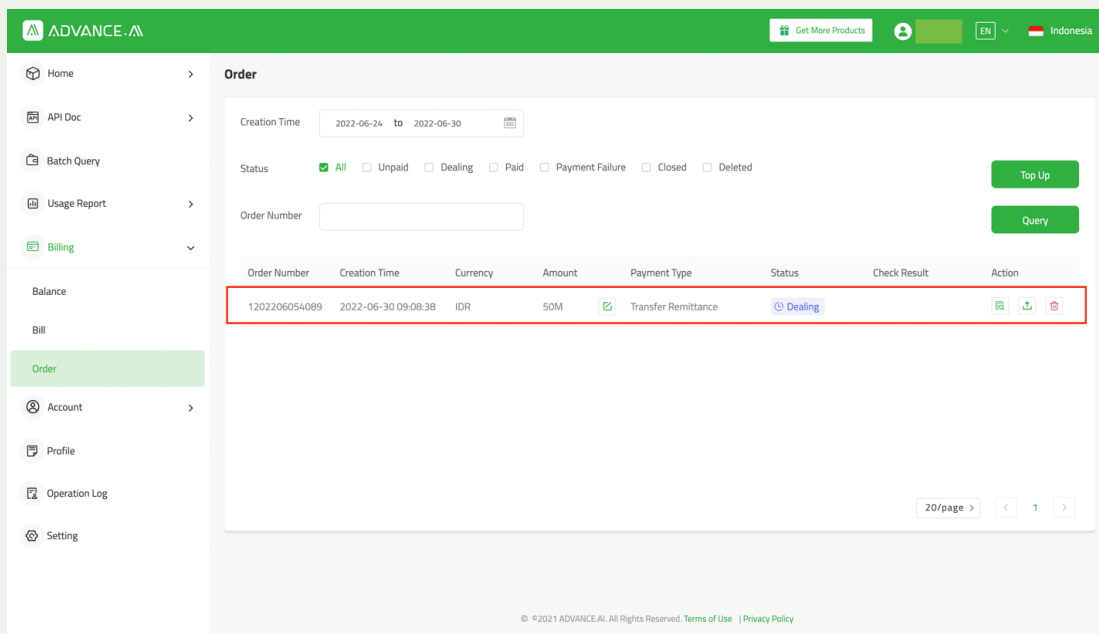 ADVANCE.AI
Get More Products
EN
Indonesia
Home
API Doc
Batch Query
Usage Report
Billing
Balance
Bill
Order
Account
Profile
Operation Log
Setting
Order
Creation Time 2022-06-24 to 2022-06-30
Status All Unpaid Dealing Paid Payment Failure Closed Deleted
Top Up
Order Number
Query
Order Number Creation Time Currency Amount Payment Type Status Check Result Action
1202206054089 2022-06-30 09:08:38 IDR 50M Transfer Remittance Dealing
20/page > < 1 >
© ©2021 ADVANCE.AI. All Rights Reserved. Terms of Use | Privacy Policy